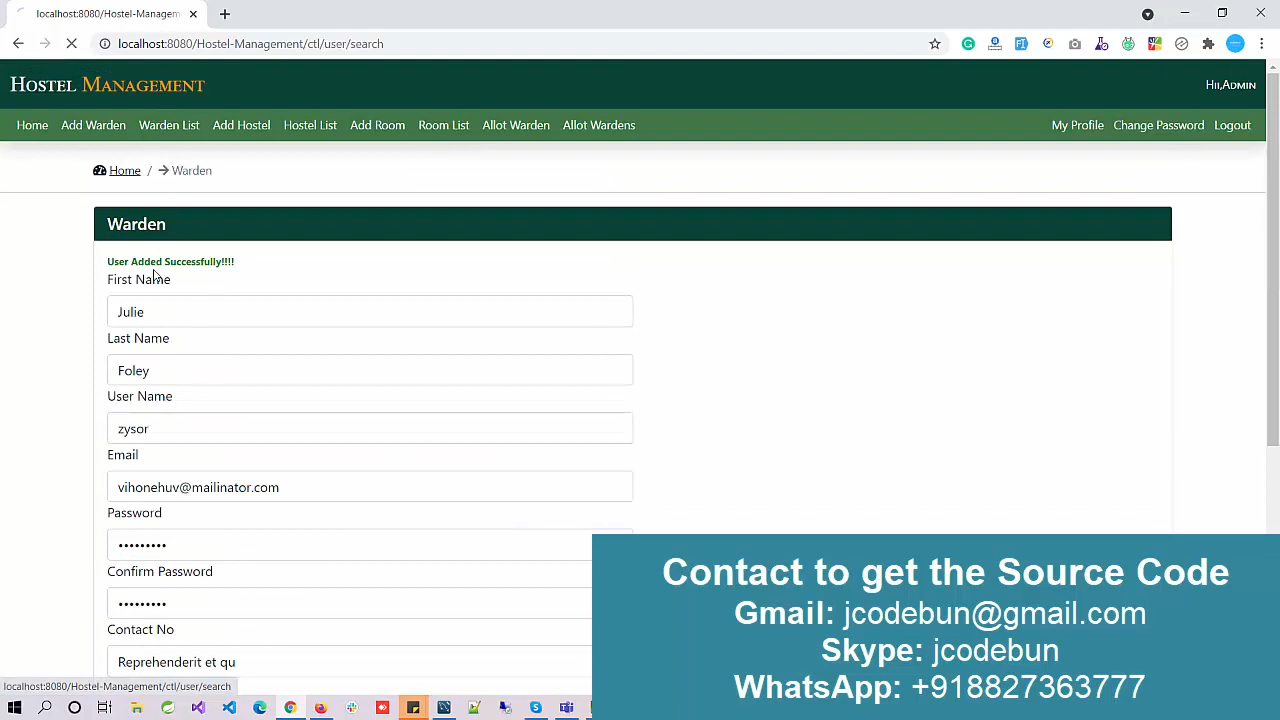 localhost:8080/Hostel-Managem
localhost:8080/Hostel-Management/ctl/user/search
HOSTEL MANAGEMENT
HII,ADMIN
Home Add Warden Warden List Add Hostel Hostel List Add Room Room List Allot Warden Allot Wardens My Profile Change Password Logout
Home / Warden
Warden
User Added Successfully!!!!
First Name
Julie
Last Name
Foley
User Name
zysor
Email
vihonehuv@mailinator.com
Password
•••••••••
Confirm Password
•••••••••
Contact No
Reprehenderit et qu
localhost:8080/Hostel-Management/ctl/user/search
Contact to get the Source Code
Gmail: jcodebun@gmail.com
Skype: jcodebun
WhatsApp: +918827363777